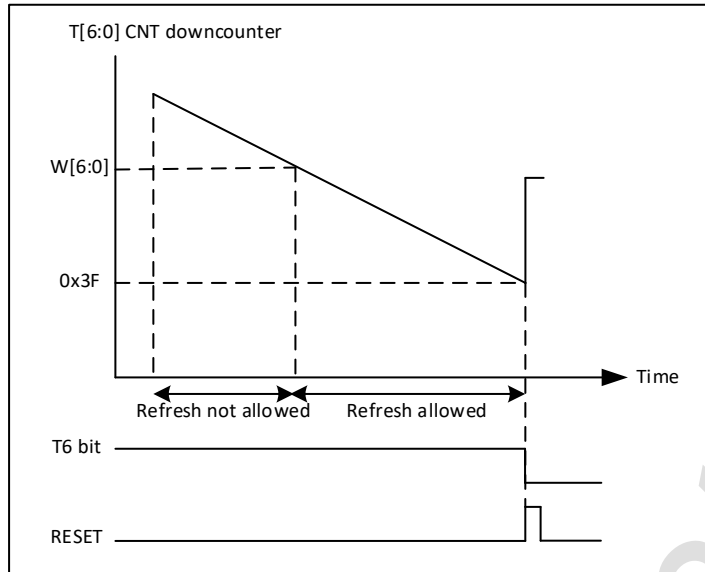 T[6:0] CNT downcounter
W[6:0]
0x3F
Time
Refresh not allowed
Refresh allowed
T6 bit
RESET